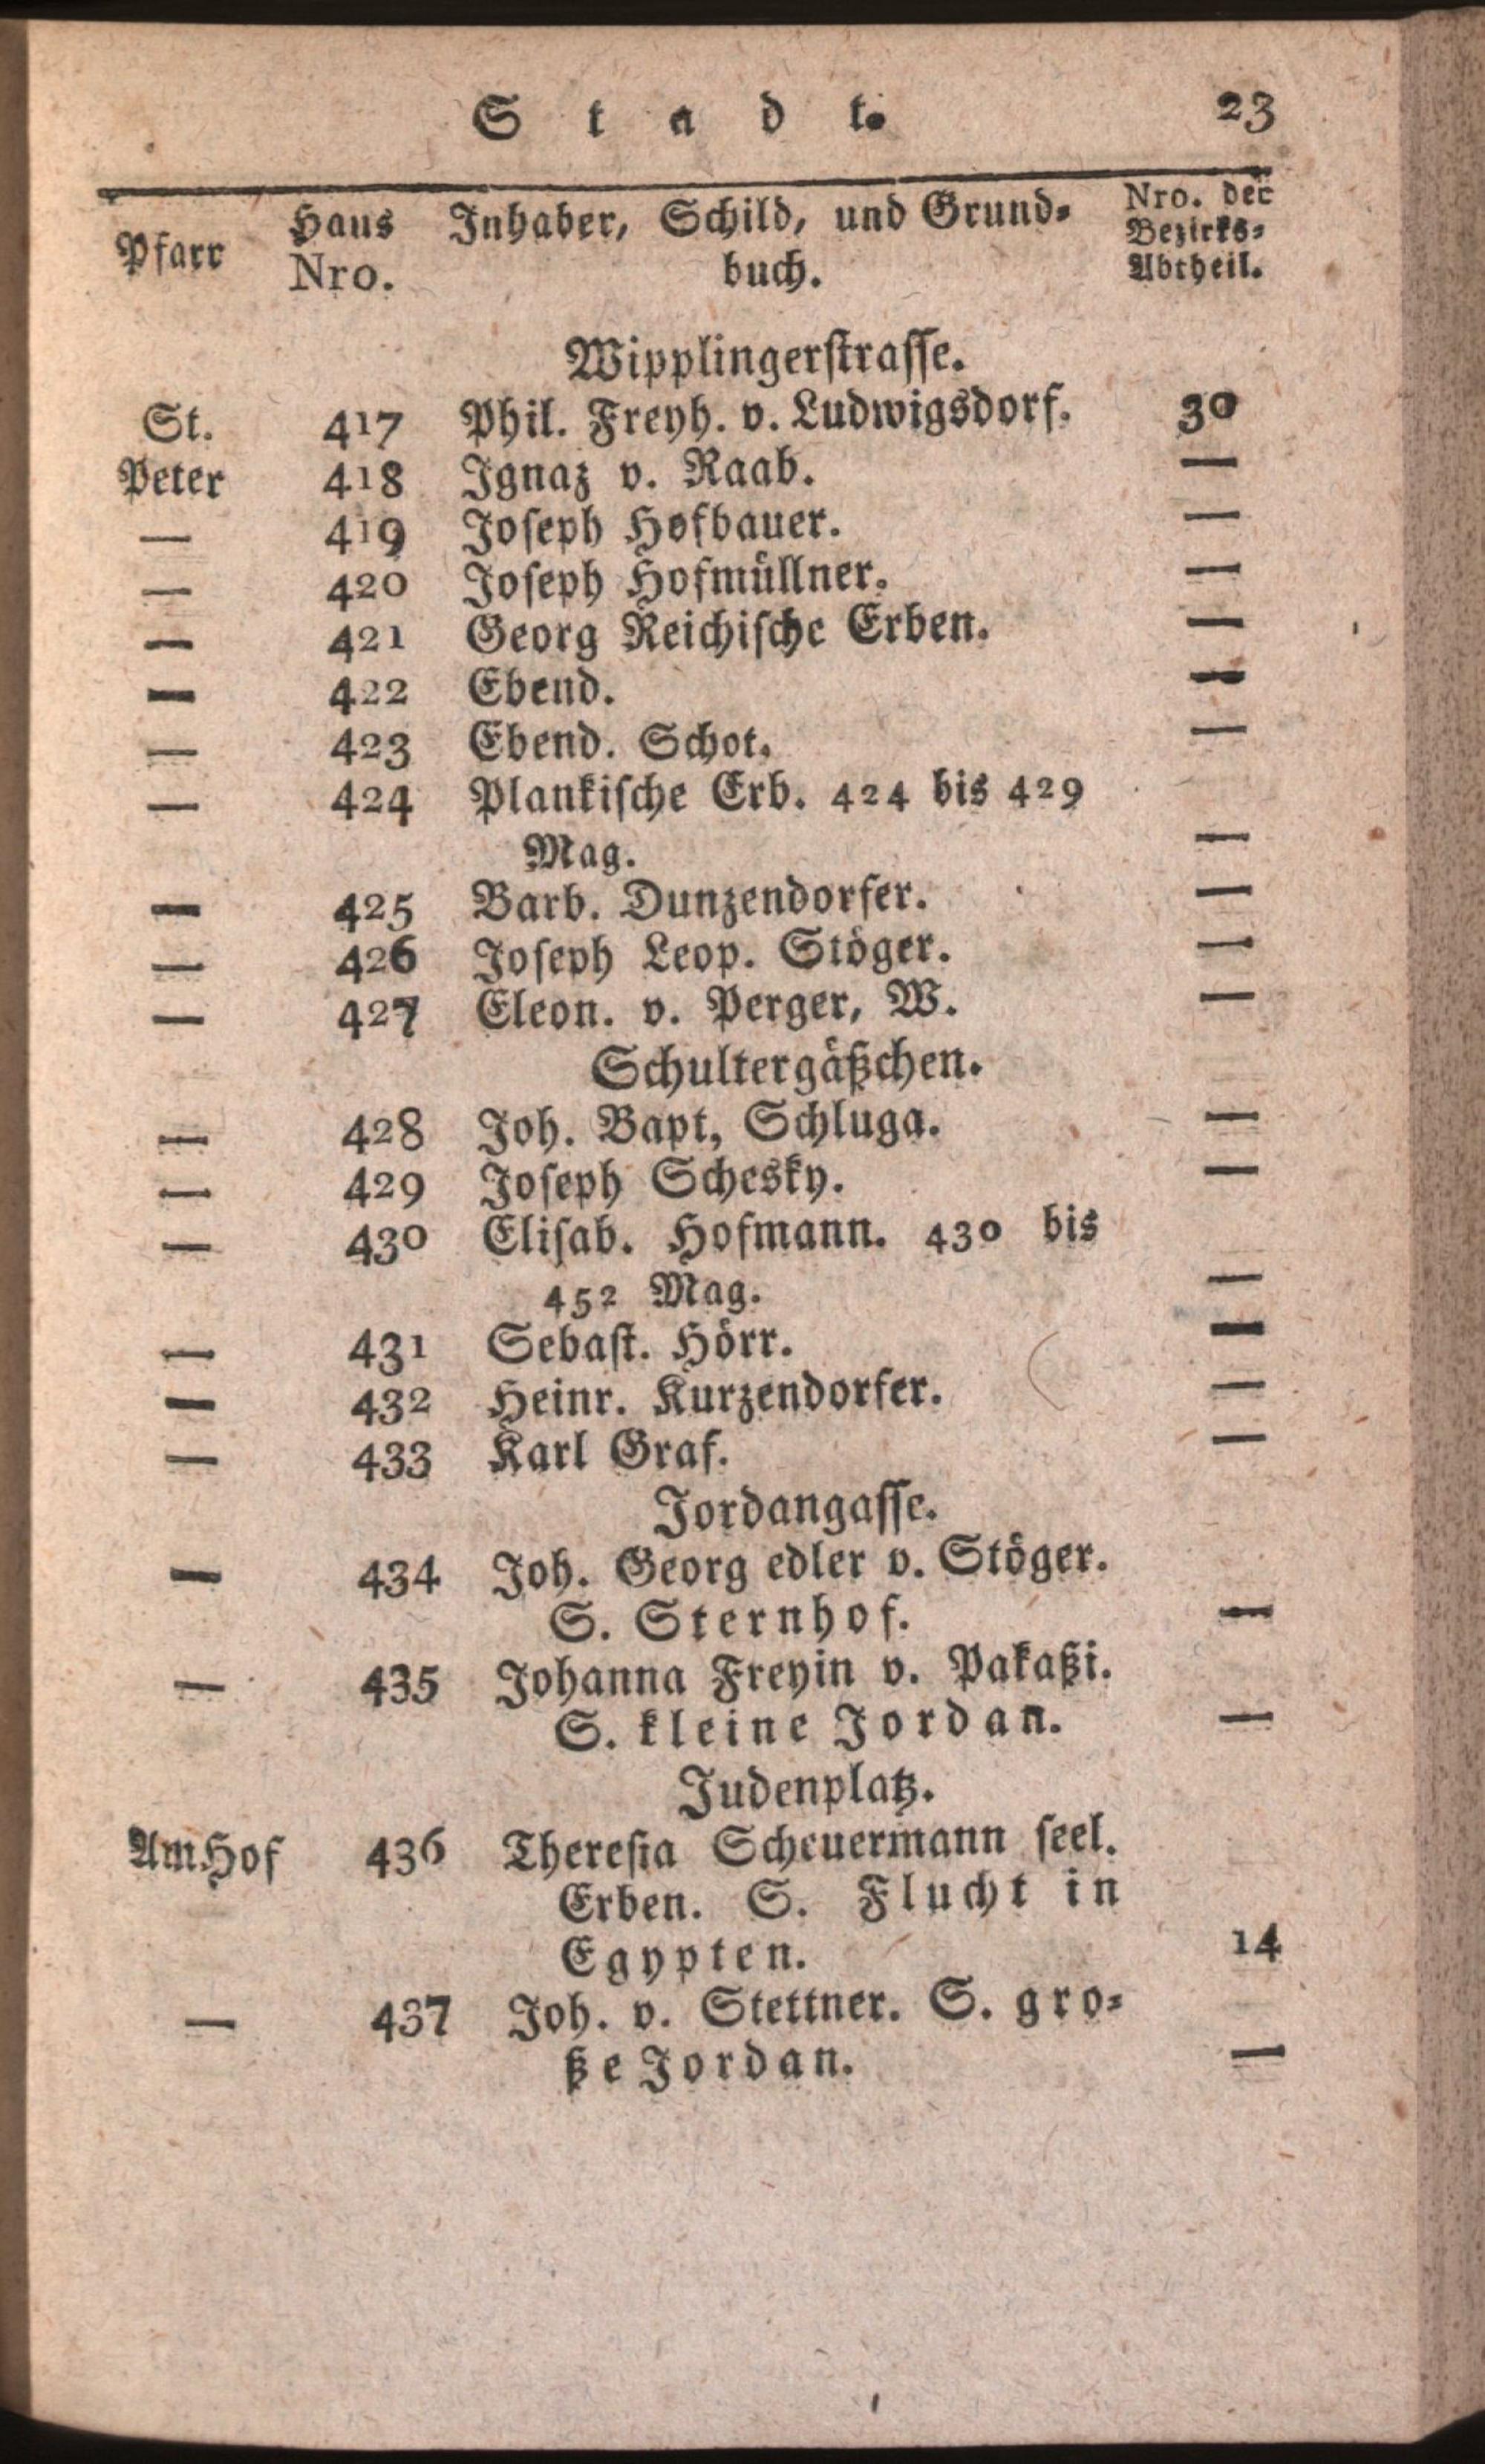 Stadt. 23
Pfarr Haus Nro. Inhaber, Schild, und Grund- Nro. der Bezirks-
buch. Abtheil.
Wipplingerstrasse.
St. 417 Phil. Freyh. v. Ludwigsdorf. 30
Peter 418 Ignaz v. Raab. —
— 419 Joseph Hofbauer. —
— 420 Joseph Hofmüllner. —
— 421 Georg Reichische Erben. —
— 422 Ebend. —
— 423 Ebend. Schot. —
— 424 Plankische Erb. 424 bis 429
Mag. —
— 425 Barb. Dunzendorfer. —
— 426 Joseph Leop. Stöger. —
— 427 Eleon. v. Perger, W. —
Schultergäßchen.
— 428 Joh. Bapt, Schluga. —
— 429 Joseph Schesky. —
— 430 Elisab. Hofmann. 430 bis
452 Mag. —
— 431 Sebast. Hörr. —
— 432 Heinr. Kurzendorfer. —
— 433 Karl Graf. —
Jordangasse.
— 434 Joh. Georg edler v. Stöger.
S. Sternhof. —
— 435 Johanna Freyin v. Pakaßi.
S. kleine Jordan. —
Judenplatz.
Am Hof 436 Theresia Scheuermann seel.
Erben. S. Flucht in
Egypten. 14
— 437 Joh. v. Stettner. S. gro-
ße Jordan. —